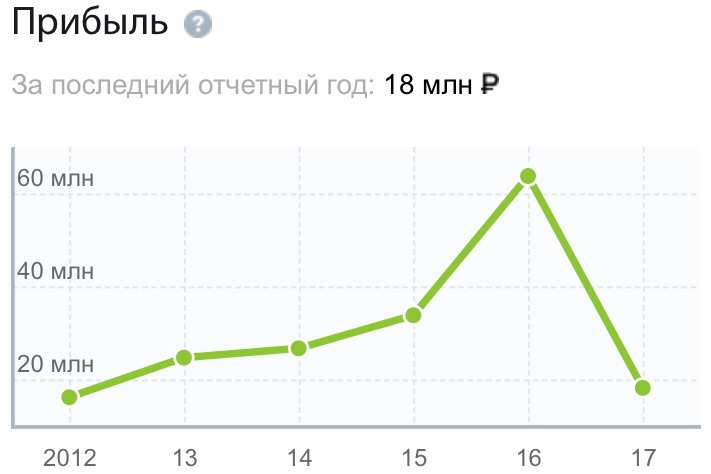 Прибыль ?
За последний отчетный год: 18 млн ₽
60 млн
40 млн
20 млн
2012 13 14 15 16 17